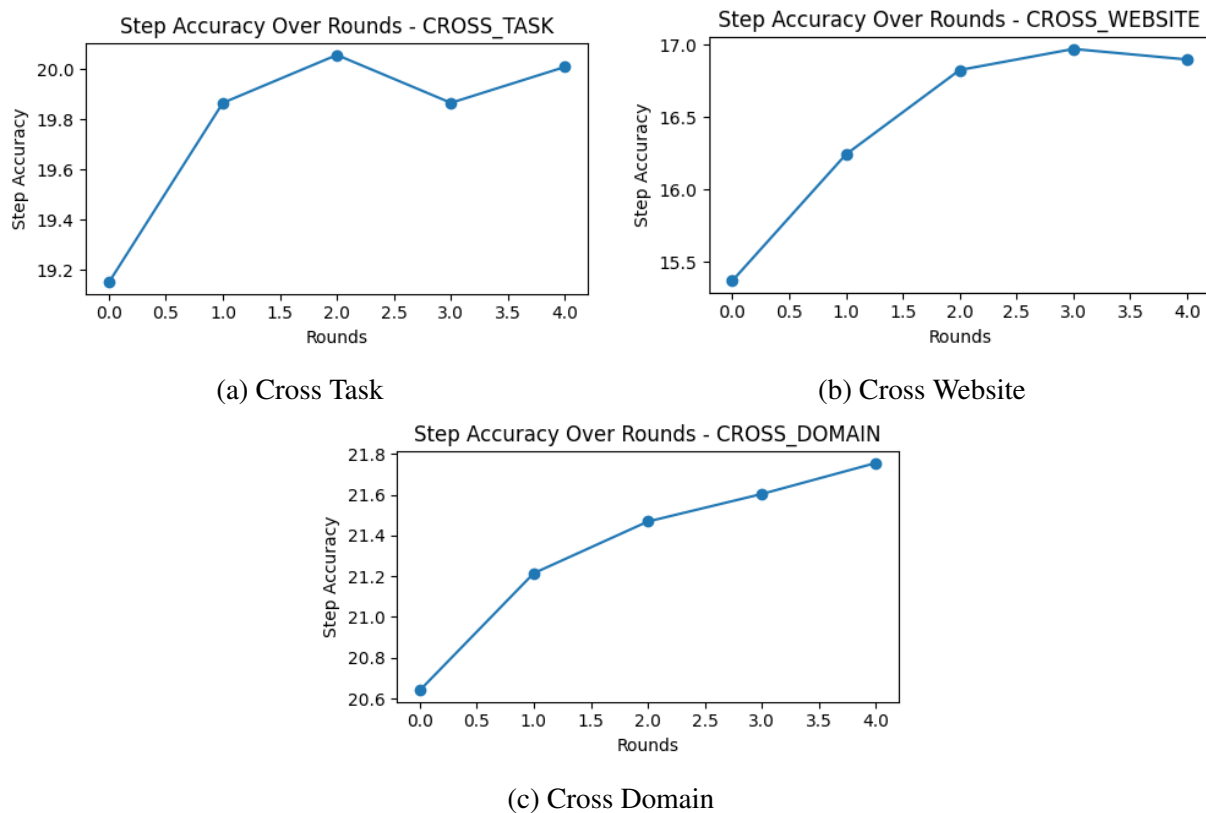 Step Accuracy Over Rounds - CROSS_TASK
20.0
19.8
19.6
19.4
19.2
Step Accuracy
0.0 0.5 1.0 1.5 2.0 2.5 3.0 3.5 4.0
Rounds
(a) Cross Task
Step Accuracy Over Rounds - CROSS_WEBSITE
17.0
16.5
16.0
15.5
Step Accuracy
0.0 0.5 1.0 1.5 2.0 2.5 3.0 3.5 4.0
Rounds
(b) Cross Website
Step Accuracy Over Rounds - CROSS_DOMAIN
21.8
21.6
21.4
21.2
21.0
20.8
20.6
Step Accuracy
0.0 0.5 1.0 1.5 2.0 2.5 3.0 3.5 4.0
Rounds
(c) Cross Domain